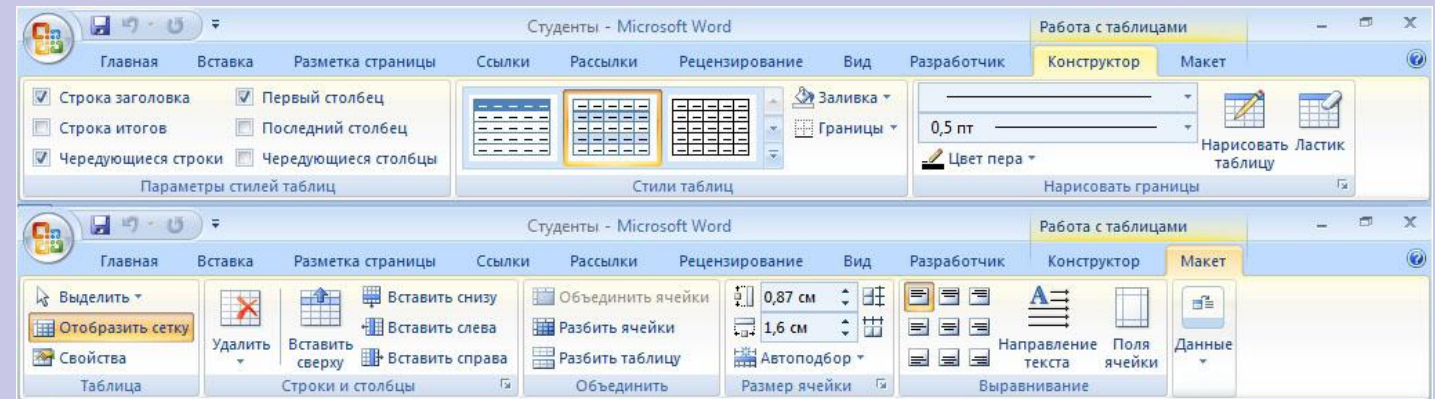 Студенты - Microsoft Word
Работа с таблицами
Главная Вставка Разметка страницы Ссылки Рассылки Рецензирование Вид Разработчик Конструктор Макет
Строка заголовка Первый столбец
Строка итогов Последний столбец
Чередующиеся строки Чередующиеся столбцы
Параметры стилей таблиц
Заливка
Границы
Стили таблиц
0,5 пт
Цвет пера
Нарисовать таблицу
Ластик
Нарисовать границы
Студенты - Microsoft Word
Работа с таблицами
Главная Вставка Разметка страницы Ссылки Рассылки Рецензирование Вид Разработчик Конструктор Макет
Выделить
Отобразить сетку
Свойства
Таблица
Удалить
Вставить сверху
Вставить снизу
Вставить слева
Вставить справа
Строки и столбцы
Объединить ячейки
Разбить ячейки
Разбить таблицу
Объединить
0,87 см
1,6 см
Автоподбор
Размер ячейки
Направление текста
Поля ячейки
Выравнивание
Данные